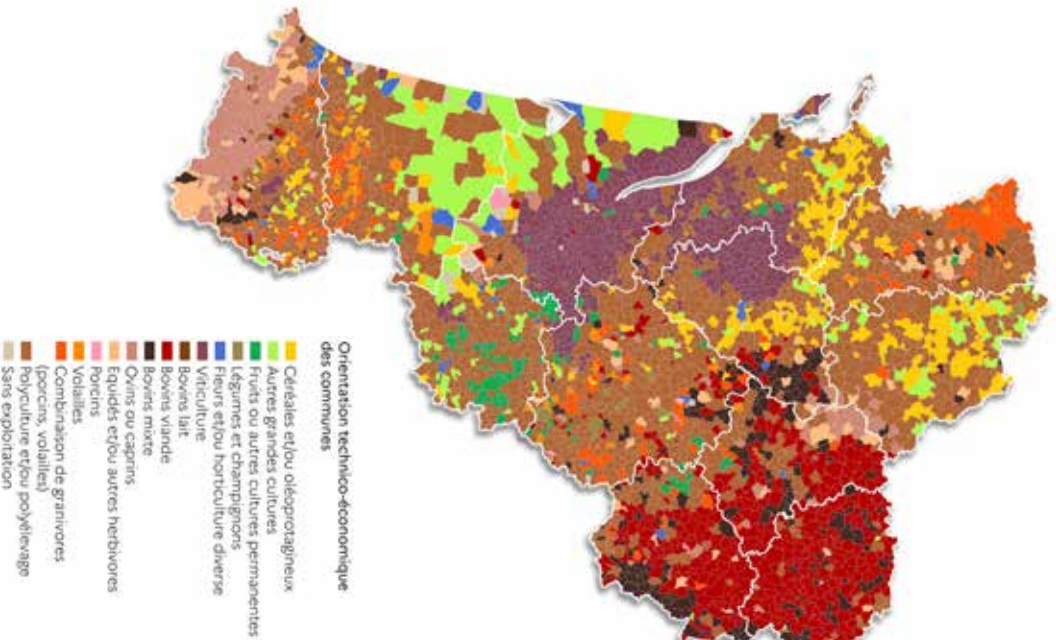 Orientation technico-économique
des communes
Céréales et/ou oléoprotagineux
Autres grandes cultures
Fruits ou autres cultures permanentes
Légumes et champignons
Fleurs et/ou horticulture diverse
Viticulture
Bovins lait
Bovins viande
Bovins mixte
Ovins ou caprins
Equidés et/ou autres herbivores
Porcins
Volailles
Combinaison de granivores
(porcins, volailles)
Polyculture et/ou polyélevage
Sans exploitation